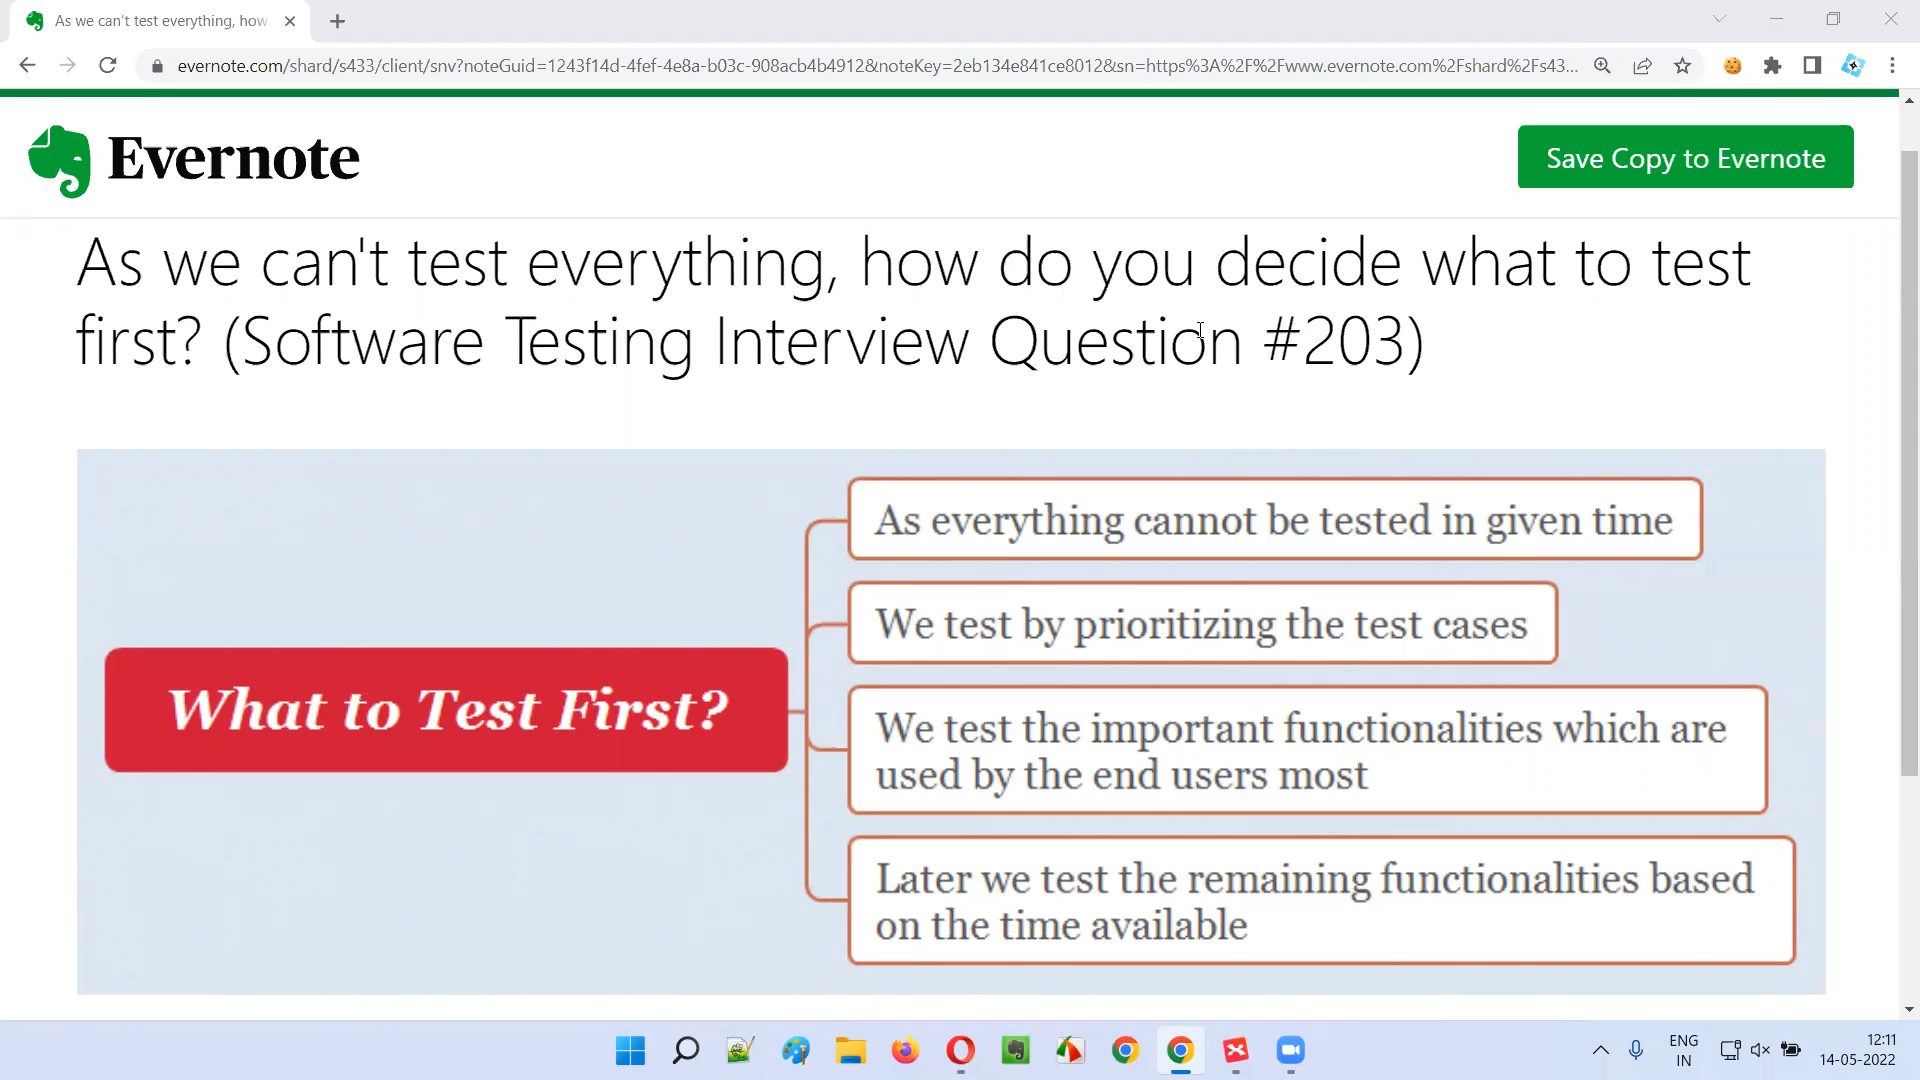 As we can't test everything, how
evernote.com/shard/s433/client/snv?noteGuid=1243f14d-4fef-4e8a-b03c-908acb4b4912&noteKey=2eb134e841ce8012&sn=https%3A%2F%2Fwww.evernote.com%2Fshard%2Fs43...
Evernote
Save Copy to Evernote
As we can't test everything, how do you decide what to test
first? (Software Testing Interview Question #203)
What to Test First?
As everything cannot be tested in given time
We test by prioritizing the test cases
We test the important functionalities which are
used by the end users most
Later we test the remaining functionalities based
on the time available
ENG
IN
12:11
14-05-2022